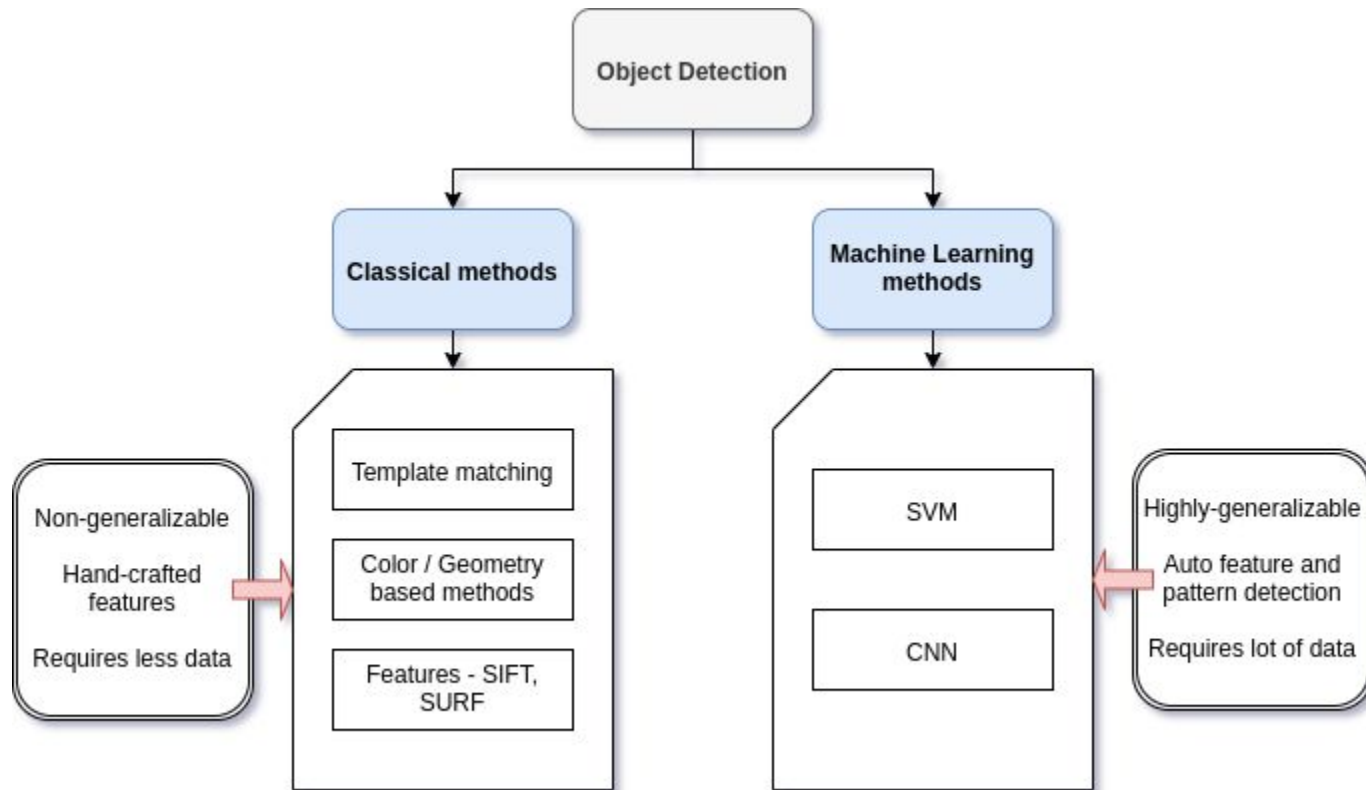 Object Detection
Classical methods
Machine Learning
methods
Template matching
Color / Geometry
based methods
Features - SIFT,
SURF
Non-generalizable
Hand-crafted
features
Requires less data
SVM
CNN
Highly-generalizable
Auto feature and
pattern detection
Requires lot of data